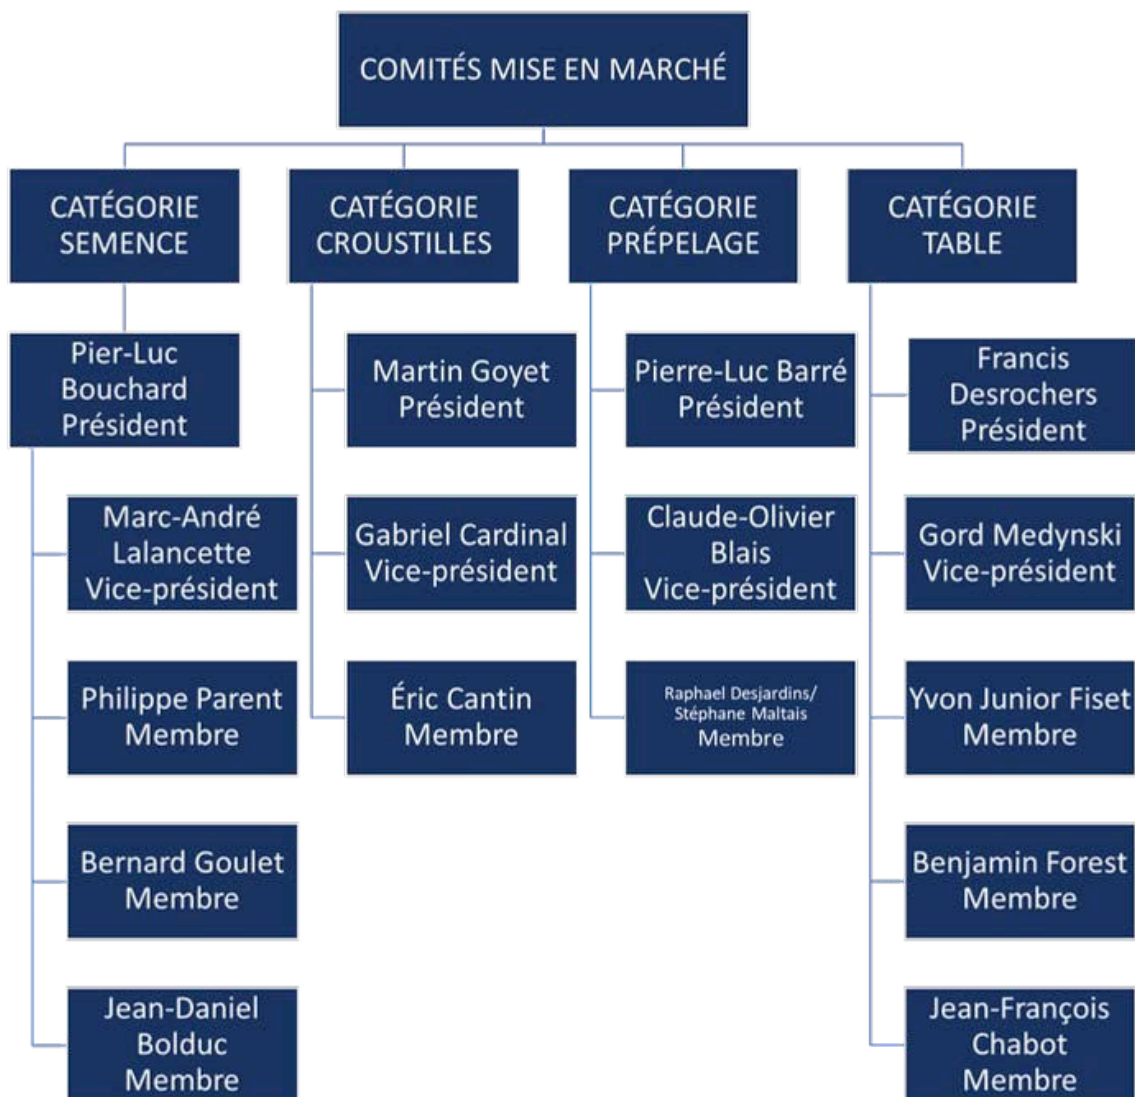 COMITÉS MISE EN MARCHÉ
CATÉGORIE
SEMENCE
Pier-Luc
Bouchard
Président
Marc-André
Lalancette
Vice-président
Philippe Parent
Membre
Bernard Goulet
Membre
Jean-Daniel
Bolduc
Membre
CATÉGORIE
CROUSTILLES
Martin Goyet
Président
Gabriel Cardinal
Vice-président
Éric Cantin
Membre
CATÉGORIE
PRÉPELAGE
Pierre-Luc Barré
Président
Claude-Olivier
Blais
Vice-président
Raphael Desjardins/
Stéphane Maltais
Membre
CATÉGORIE
TABLE
Francis
Desrochers
Président
Gord Medynski
Vice-président
Yvon Junior Fiset
Membre
Benjamin Forest
Membre
Jean-François
Chabot
Membre